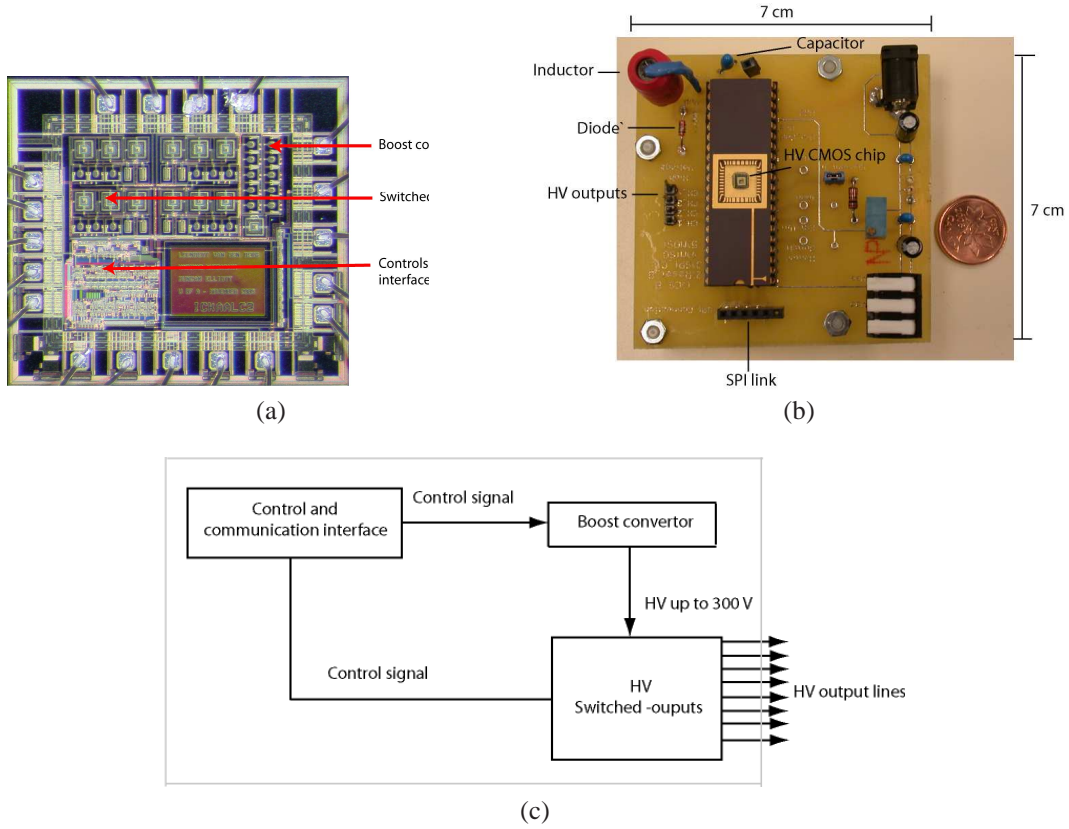 Boost co
Switched
Controls
interface
(a)
7 cm
Capacitor
Inductor
Diode`
HV CMOS chip
HV outputs
7 cm
SPI link
(b)
Control and
communication interface
Control signal
Boost convertor
HV up to 300 V
Control signal
HV
Switched -ouputs
HV output lines
(c)